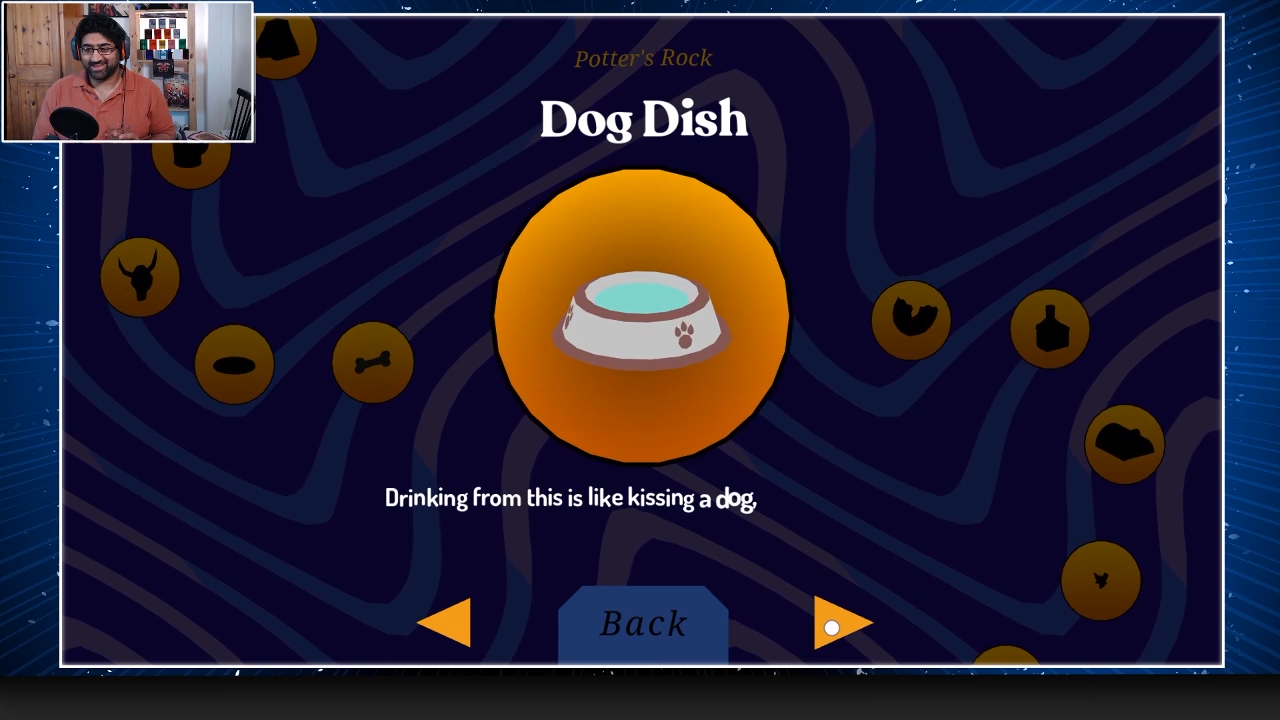 Potter's Rock
Dog Dish
Drinking from this is like kissing a dog,
Back